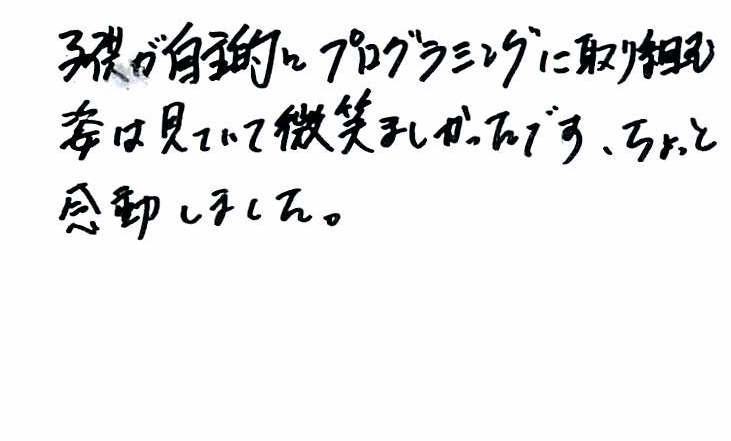 子供が自主的にプログラミングに取り組む
姿は見ていて微笑ましかったです、ちょっと
感動しました。